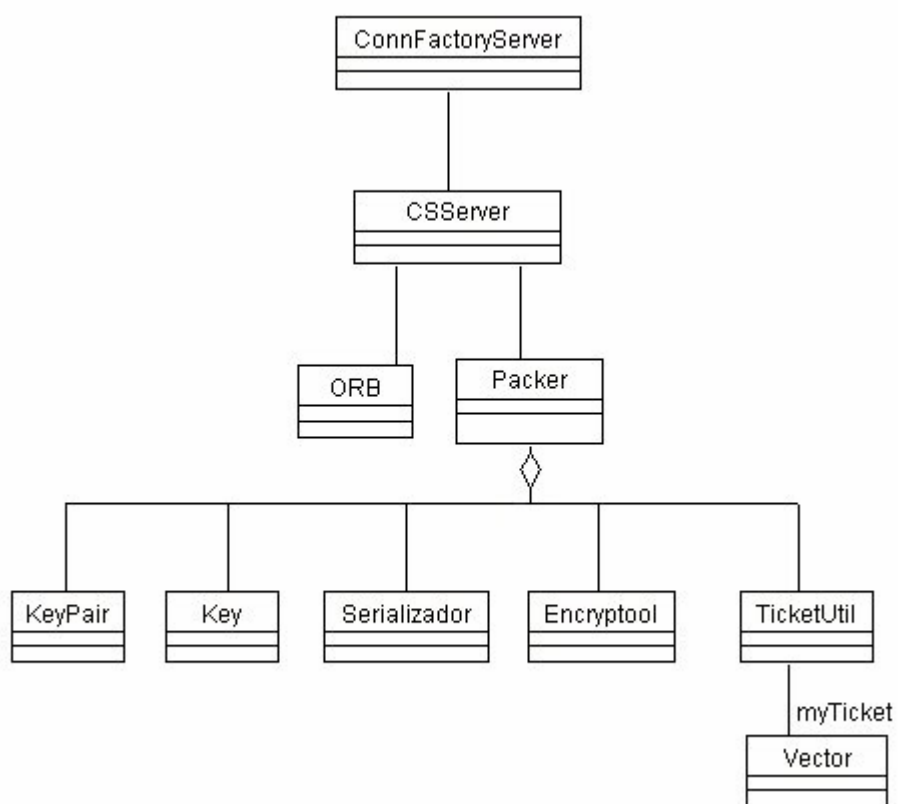 ConnFactoryServer
CSServer
ORB
Packer
KeyPair
Key
Serializador
Encryptool
TicketUtil
myTicket
Vector